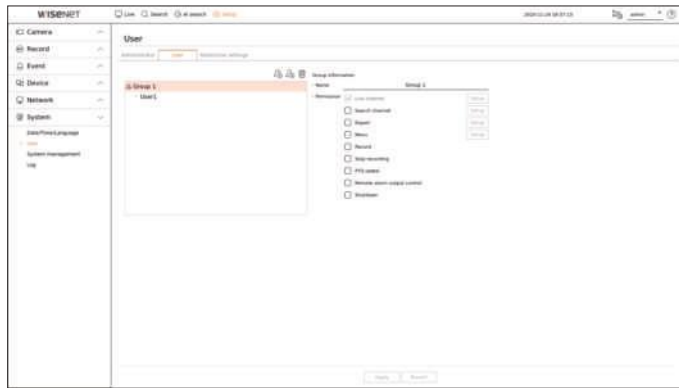 WISENET
Live Search AI search Setup
admin
Camera
Record
Event
Device
Network
System
Date/Time/Language
User
System management
Log
User
Administrator User Permission settings
Group 1
User1
Group information
Name Group 1
Permission Live channel Setup
Search channel Setup
Export Setup
Menu Setup
Record
Stop recording
PTZ control
Remote alarm output control
Shutdown
Apply Revert